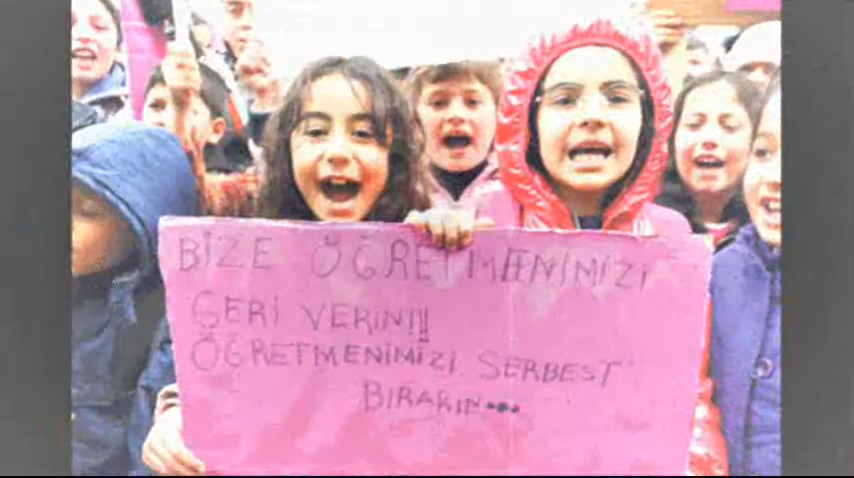 BİZE ÖĞRETMENİMİZİ
GERİ VERİN!!!
ÖĞRETMENİMİZİ SERBEST
BIRAKIN...